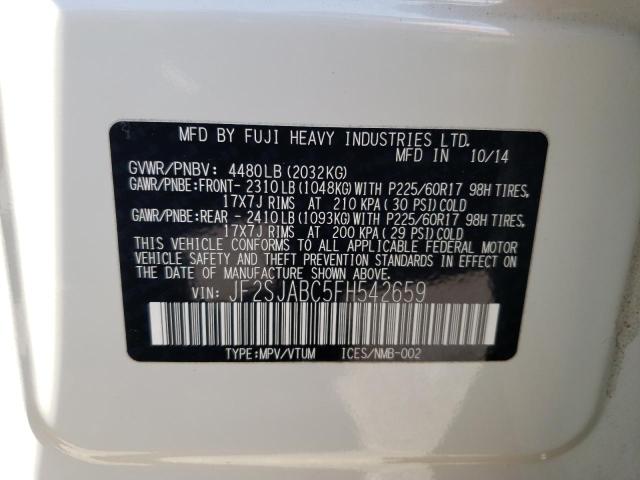 MFD BY FUJI HEAVY INDUSTRIES LTD.
MFD IN 10/14
GVWR/PNBV: 4480LB (2032KG)
GAWR/PNBE:FRONT- 2310LB (1048KG) WITH P225/60R17 98H TIRES,
17X7J RIMS AT 210 KPA ( 30 PSI) COLD
GAWR/PNBE:REAR - 2410LB (1093KG) WITH P225/60R17 98H TIRES,
17X7J RIMS AT 200 KPA ( 29 PSI) COLD
THIS VEHICLE CONFORMS TO ALL APPLICABLE FEDERAL MOTOR
VEHICLE SAFETY AND THEFT PREVENTION STANDARDS IN EFFECT ON
THE DATE OF MANUFACTURE SHOWN ABOVE.
VIN: JF2SJABC5FH542659
TYPE:MPV/VTUM ICES/NMB-002